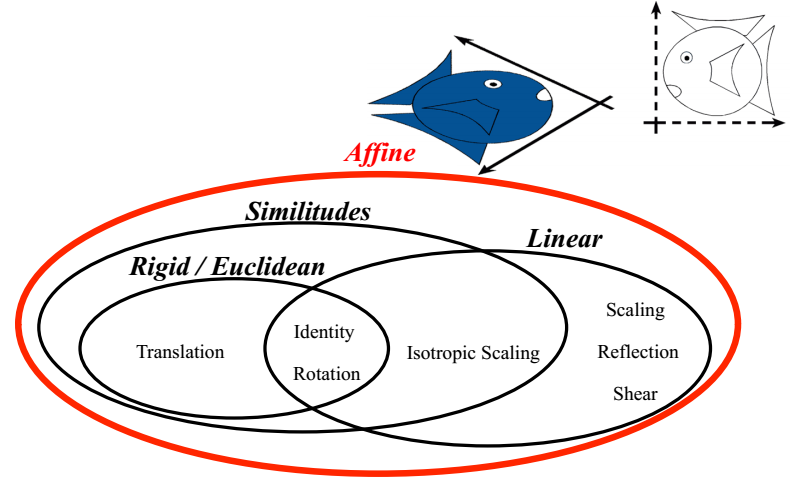 Affine
Similitudes
Linear
Rigid / Euclidean
Scaling
Identity
Translation
Isotropic Scaling
Reflection
Rotation
Shear